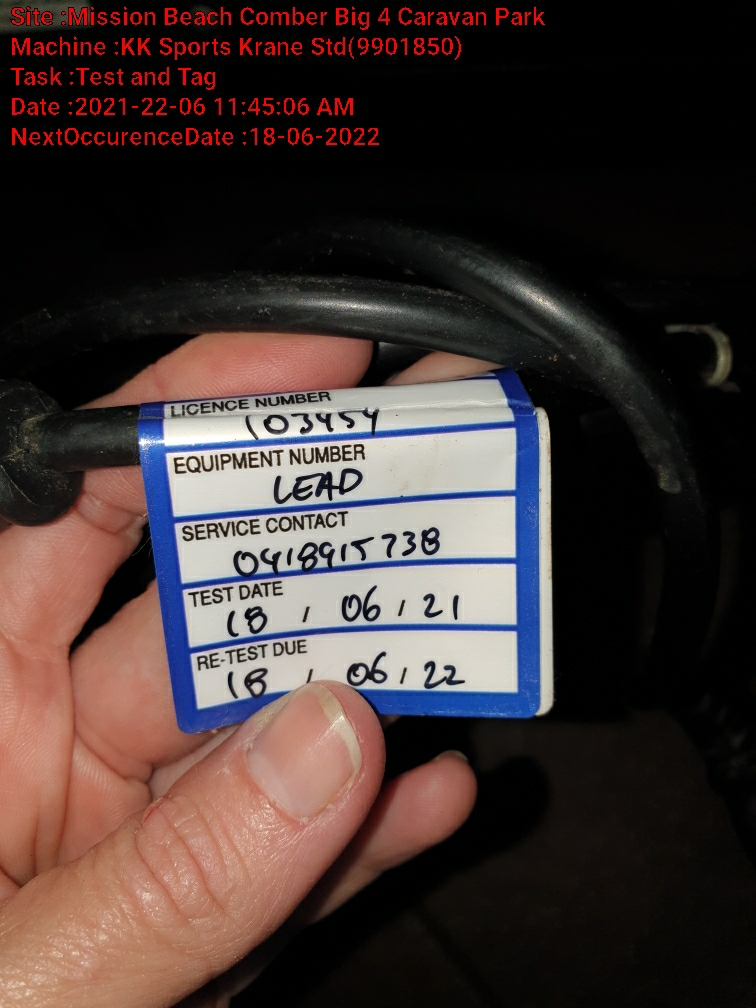 Site :Mission Beach Comber Big 4 Caravan Park
Machine :KK Sports Krane Std(9901850)
Task :Test and Tag
Date :2021-22-06 11:45:06 AM
NextOccurenceDate :18-06-2022
LICENCE NUMBER
103454
EQUIPMENT NUMBER
LEAD
SERVICE CONTACT
0418915738
TEST DATE
18 / 06 / 21
RE-TEST DUE
18 / 06 / 22